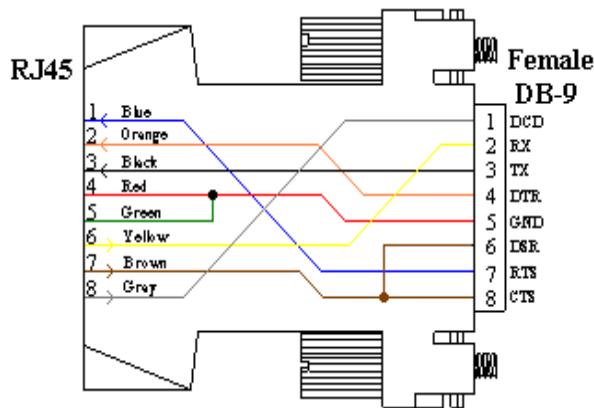 RJ45
Female
DB-9
1 Blue
2 Orange
3 Black
4 Red
5 Green
6 Yellow
7 Brown
8 Gray
1 DCD
2 RX
3 TX
4 DTR
5 GND
6 DSR
7 RTS
8 CTS